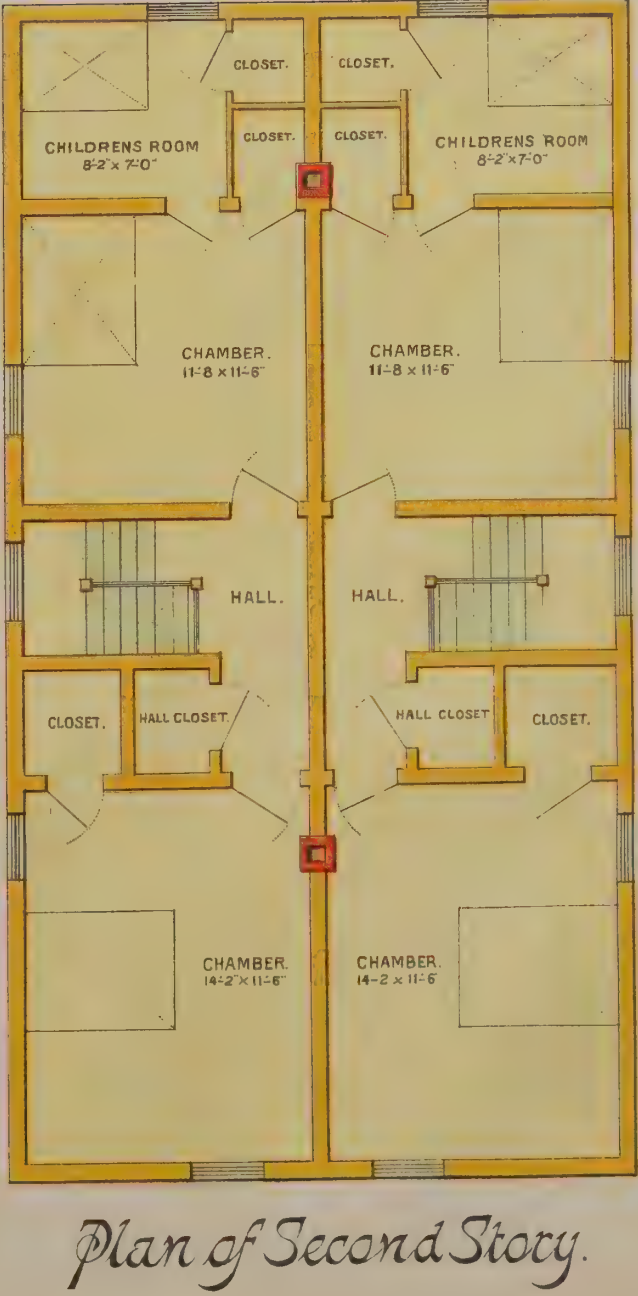 CLOSET.
CLOSET.
CLOSET.
CLOSET.
CHILDRENS ROOM
8'-2" x 7'-0"
CHILDRENS ROOM
8'-2" x 7'-0"
CHAMBER.
11'-8 x 11'-6"
CHAMBER.
11'-8 x 11'-6"
HALL.
HALL.
CLOSET.
HALL CLOSET.
HALL CLOSET
CLOSET.
CHAMBER.
14'-2" x 11'-6"
CHAMBER.
14-2 x 11'-6
Plan of Second Story.